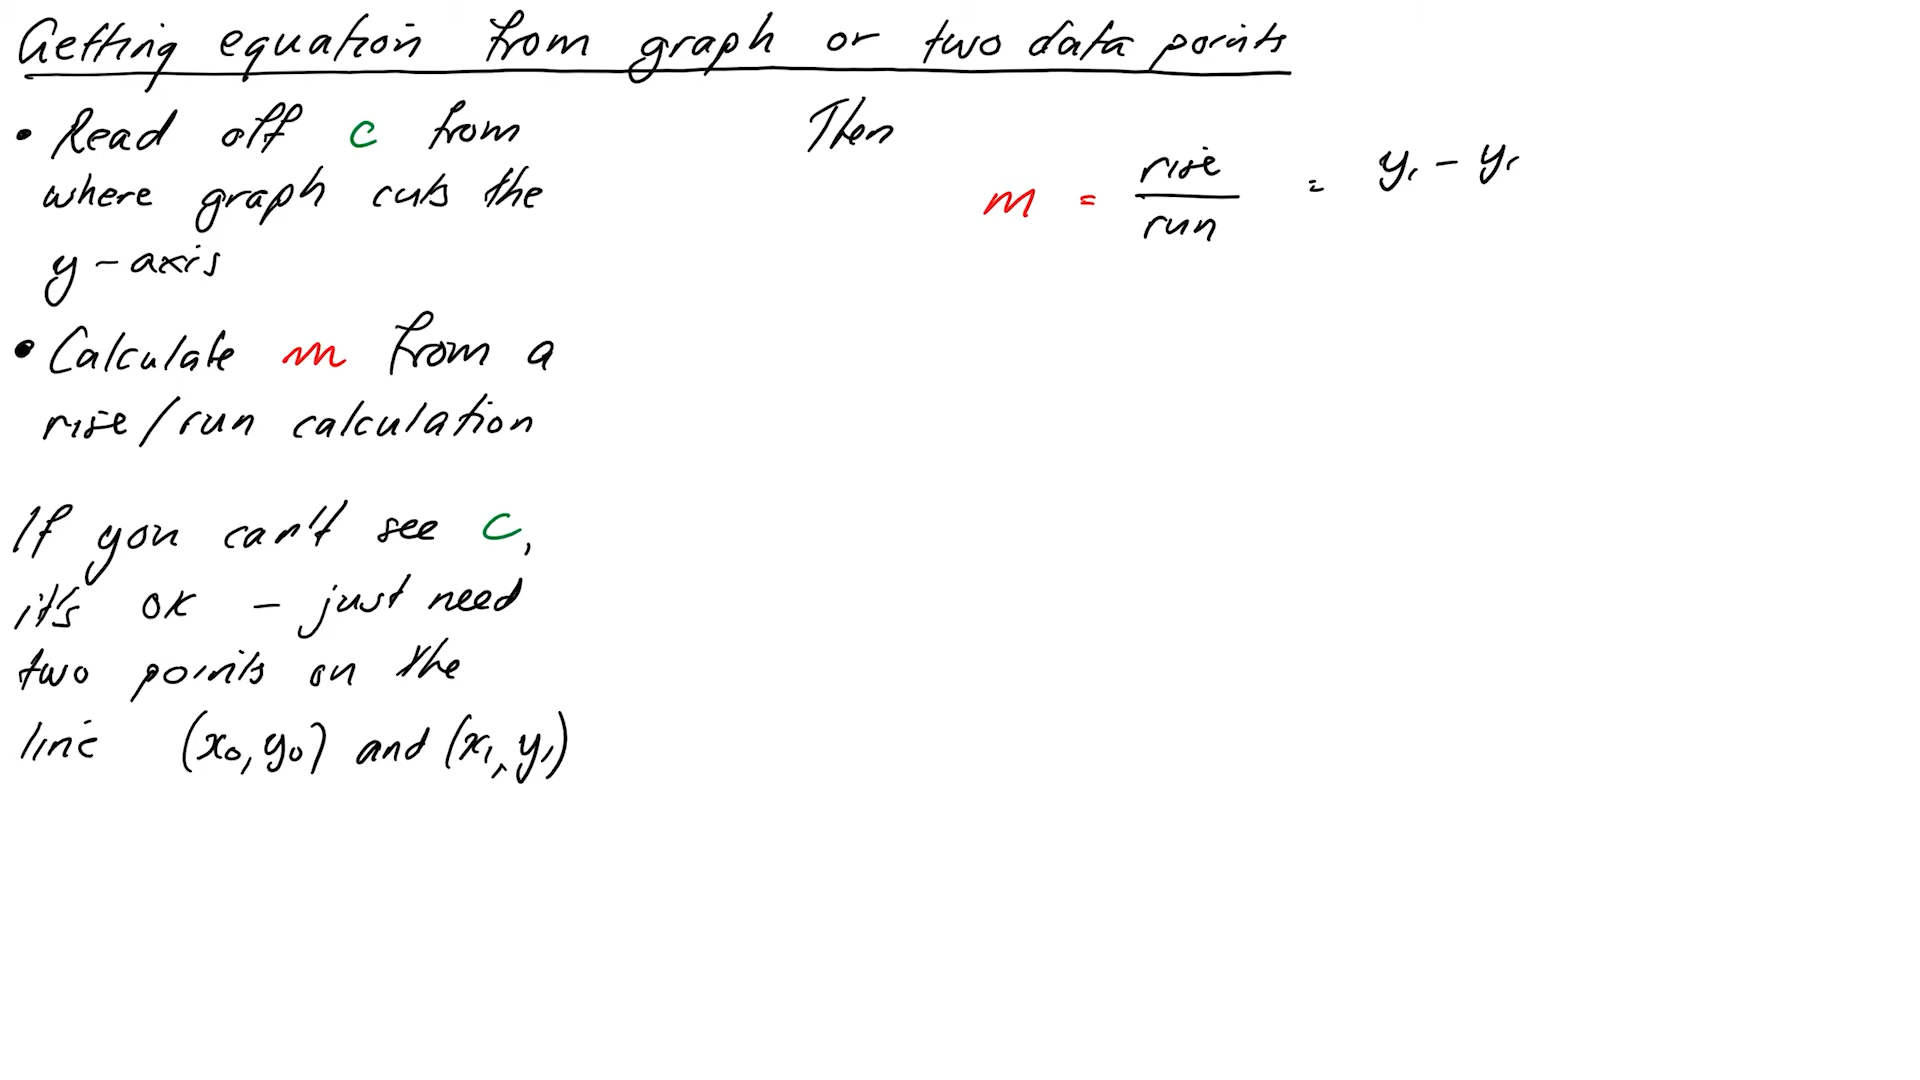 Getting equation from graph or two data points
• Read off c from
where graph cuts the
y-axis
• Calculate m from a
rise/run calculation
If you can't see c,
it's ok - just need
two points on the
line (x₀, y₀) and (x₁, y₁)
Then
m = rise/run = y₁ - y₁